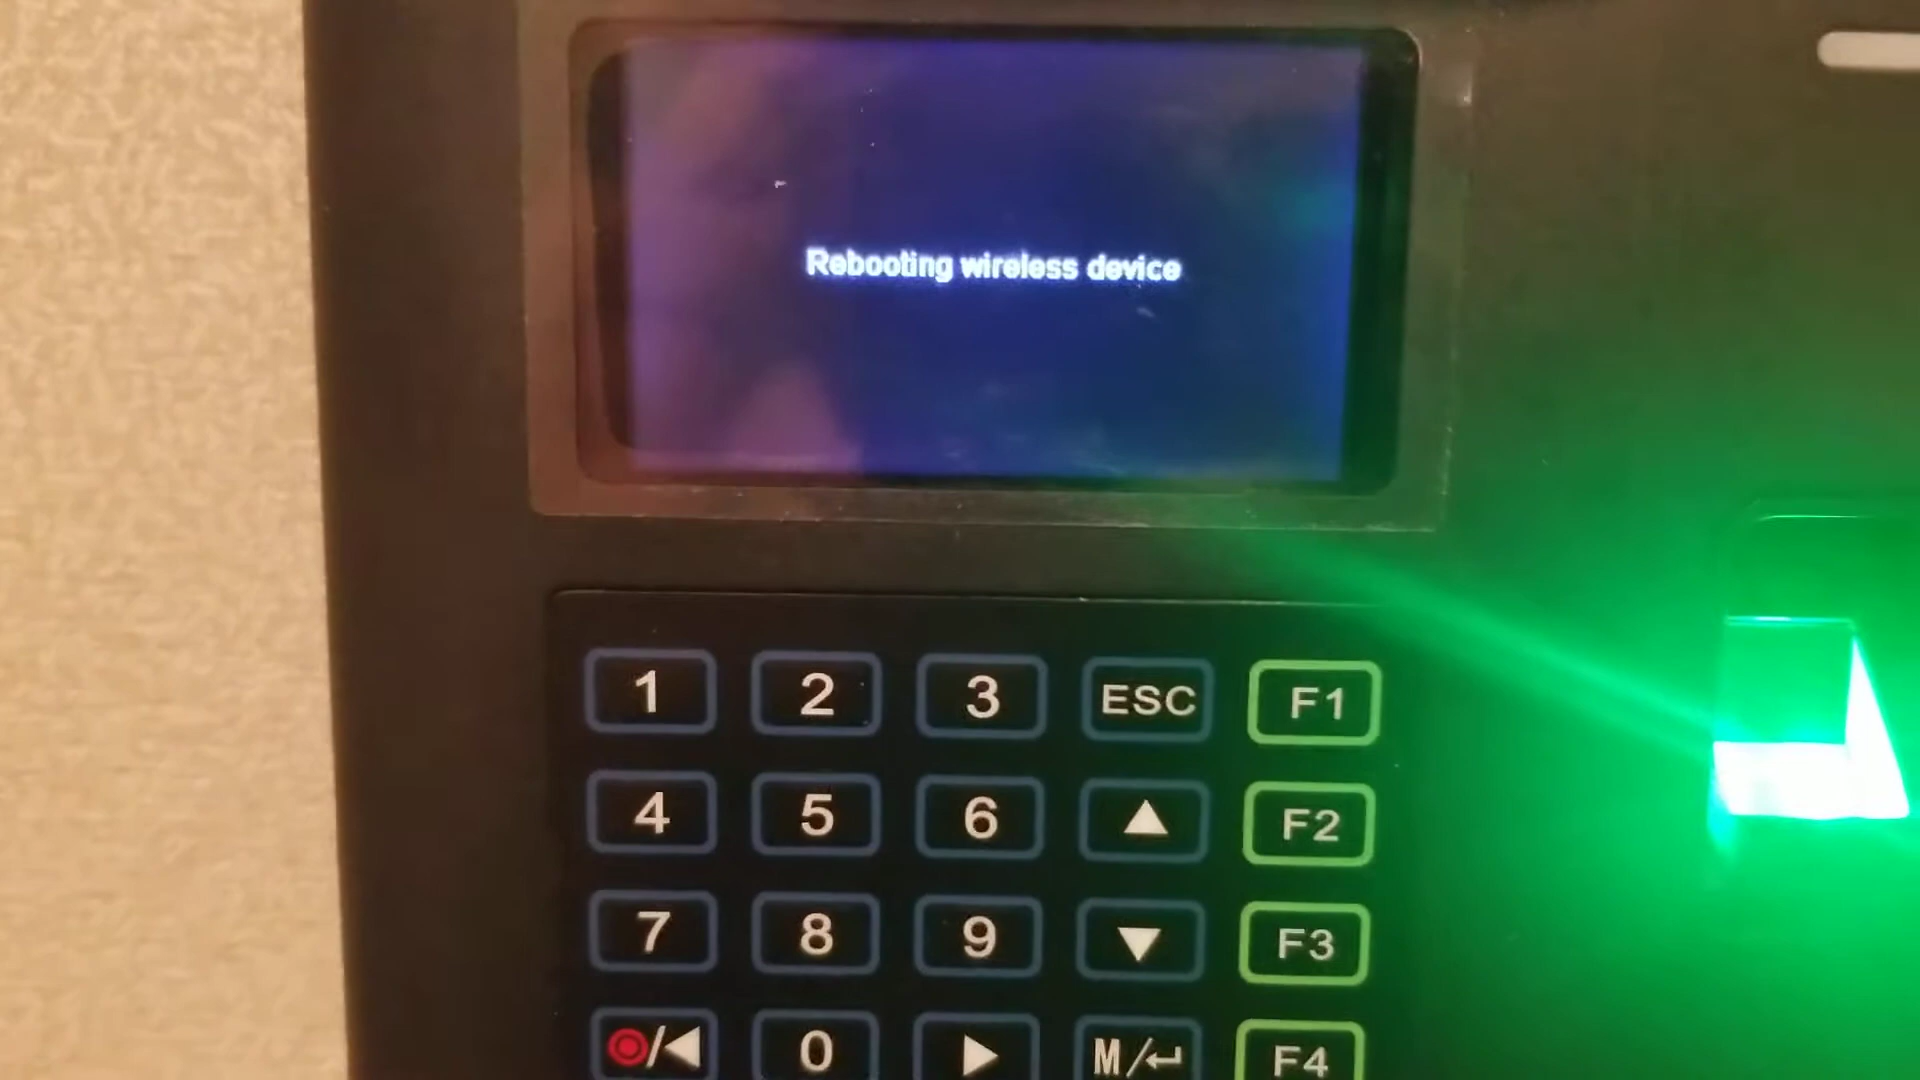 Rebooting wireless device
1 2 3 ESC F1
4 5 6 ▲ F2
7 8 9 ▼ F3
/◀ 0 ▶ M/↵ F4